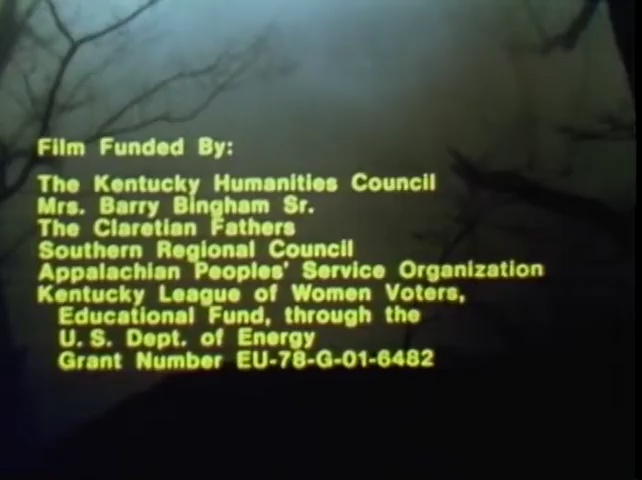 Film Funded By:
The Kentucky Humanities Council
Mrs. Barry Bingham Sr.
The Claretian Fathers
Southern Regional Council
Appalachian Peoples' Service Organization
Kentucky League of Women Voters,
Educational Fund, through the
U. S. Dept. of Energy
Grant Number EU-78-G-01-6482